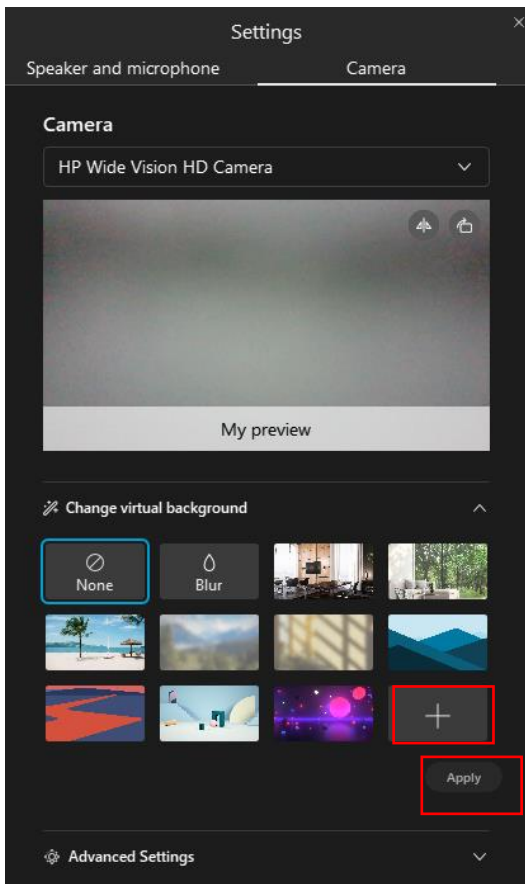 Settings
Speaker and microphone Camera
Camera
HP Wide Vision HD Camera
My preview
Change virtual background
None Blur
Apply
Advanced Settings